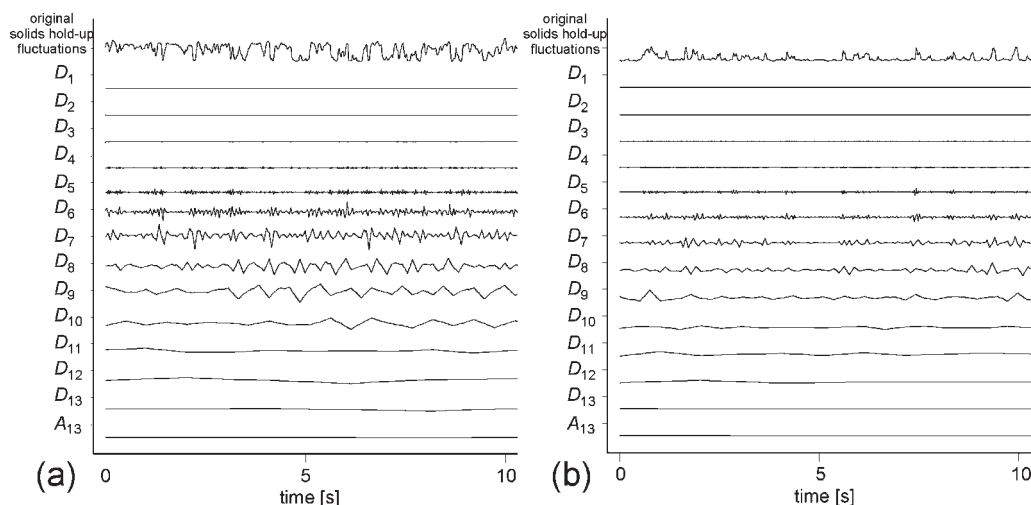 original
solids hold-up
fluctuations
D1
D2
D3
D4
D5
D6
D7
D8
D9
D10
D11
D12
D13
A13
0 5 10
time [s]
(a)
original
solids hold-up
fluctuations
D1
D2
D3
D4
D5
D6
D7
D8
D9
D10
D11
D12
D13
A13
0 5 10
time [s]
(b)